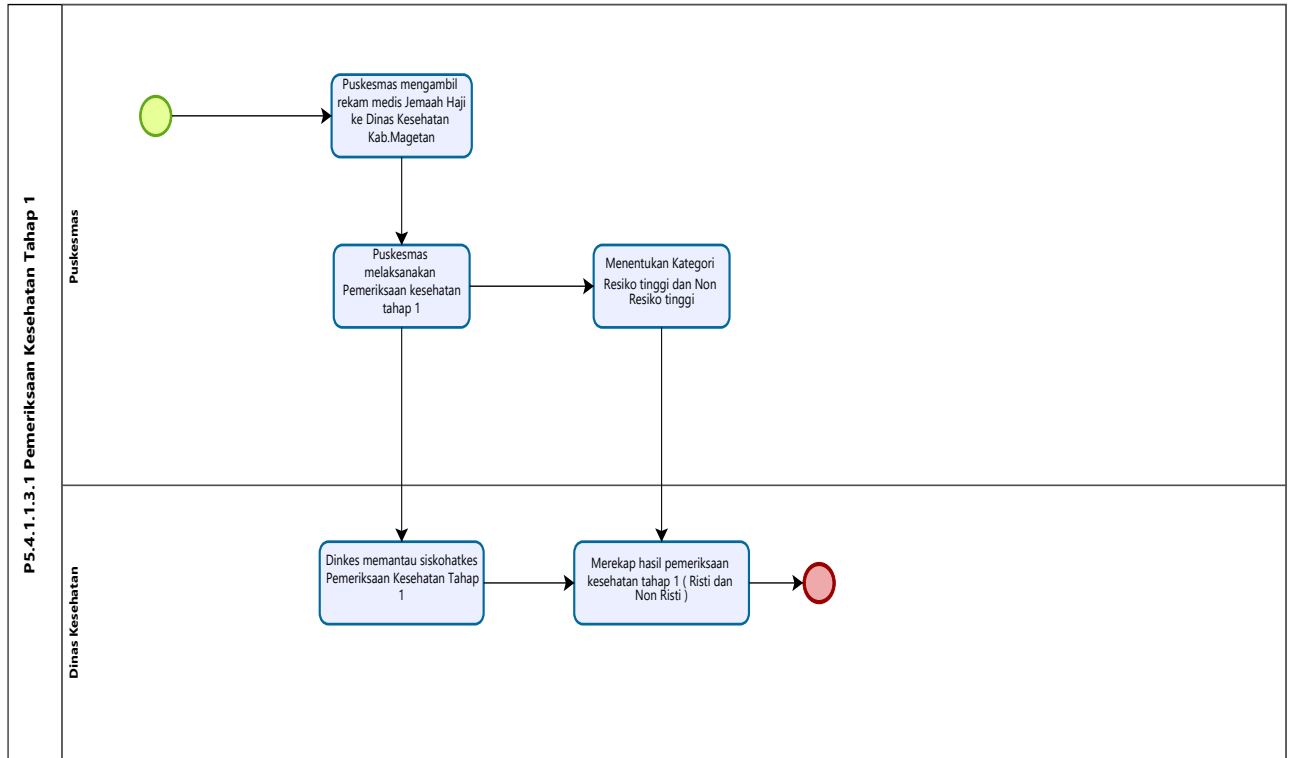 P5.4.1.1.3.1 Pemeriksaan Kesehatan Tahap 1
Puskesmas
Puskesmas mengambil
rekam medis Jemaah Haji
ke Dinas Kesehatan
Kab.Magetan
Puskesmas
melaksanakan
Pemeriksaan kesehatan
tahap 1
Menentukan Kategori
Resiko tinggi dan Non
Resiko tinggi
Dinas Kesehatan
Dinkes memantau siskohatkes
Pemeriksaan Kesehatan Tahap
1
Merekap hasil pemeriksaan
kesehatan tahap 1 ( Risti dan
Non Risti )